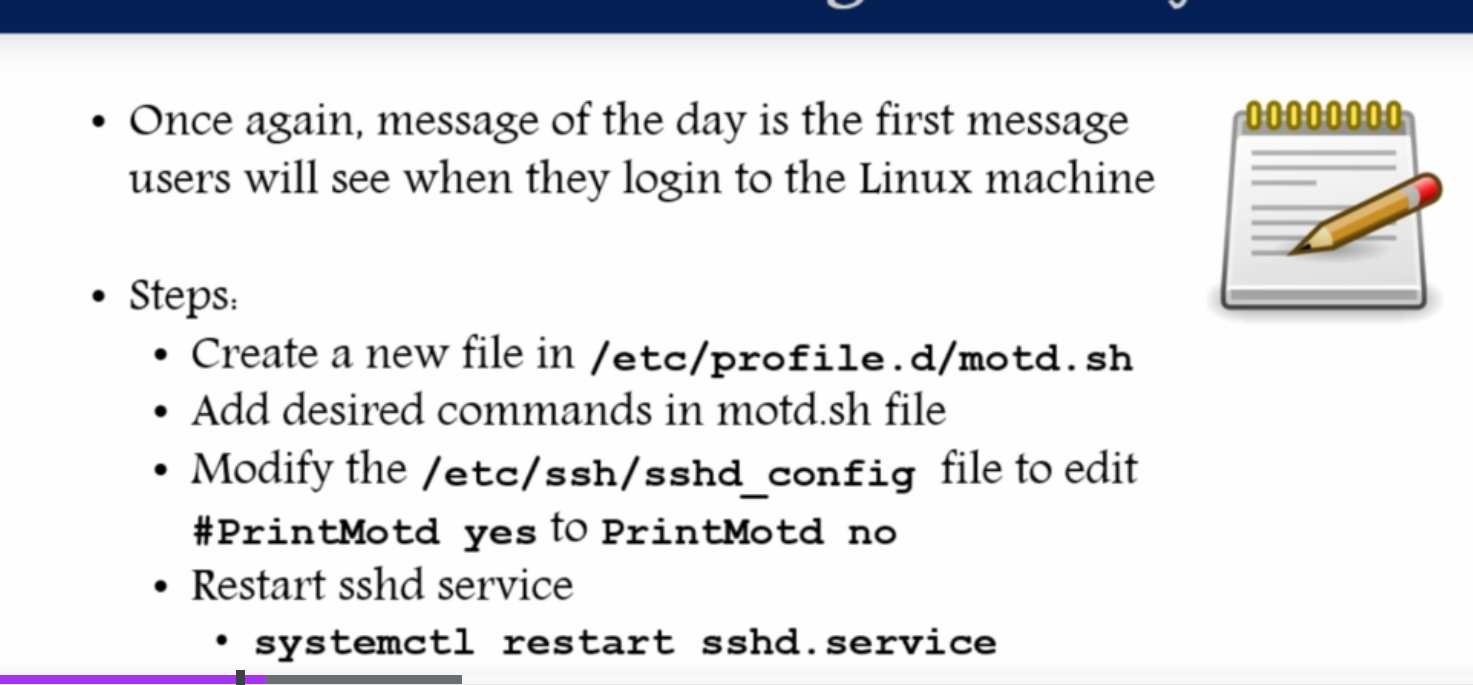 • Once again, message of the day is the first message
users will see when they login to the Linux machine
• Steps:
• Create a new file in /etc/profile.d/motd.sh
• Add desired commands in motd.sh file
• Modify the /etc/ssh/sshd_config file to edit
#PrintMotd yes to PrintMotd no
• Restart sshd service
• systemctl restart sshd.service